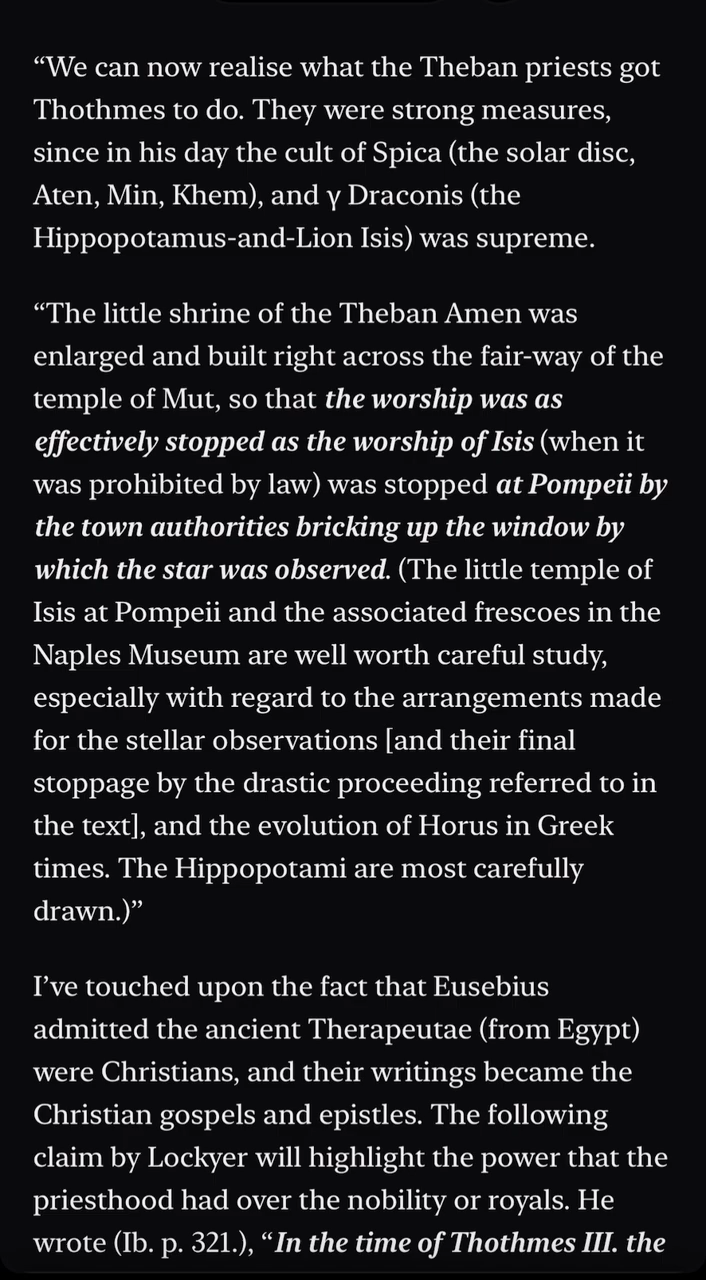 “We can now realise what the Theban priests got
Thothmes to do. They were strong measures,
since in his day the cult of Spica (the solar disc,
Aten, Min, Khem), and γ Draconis (the
Hippopotamus-and-Lion Isis) was supreme.
“The little shrine of the Theban Amen was
enlarged and built right across the fair-way of the
temple of Mut, so that the worship was as
effectively stopped as the worship of Isis (when it
was prohibited by law) was stopped at Pompeii by
the town authorities bricking up the window by
which the star was observed. (The little temple of
Isis at Pompeii and the associated frescoes in the
Naples Museum are well worth careful study,
especially with regard to the arrangements made
for the stellar observations [and their final
stoppage by the drastic proceeding referred to in
the text], and the evolution of Horus in Greek
times. The Hippopotami are most carefully
drawn.)”
I’ve touched upon the fact that Eusebius
admitted the ancient Therapeutae (from Egypt)
were Christians, and their writings became the
Christian gospels and epistles. The following
claim by Lockyer will highlight the power that the
priesthood had over the nobility or royals. He
wrote (Ib. p. 321.), “In the time of Thothmes III. the